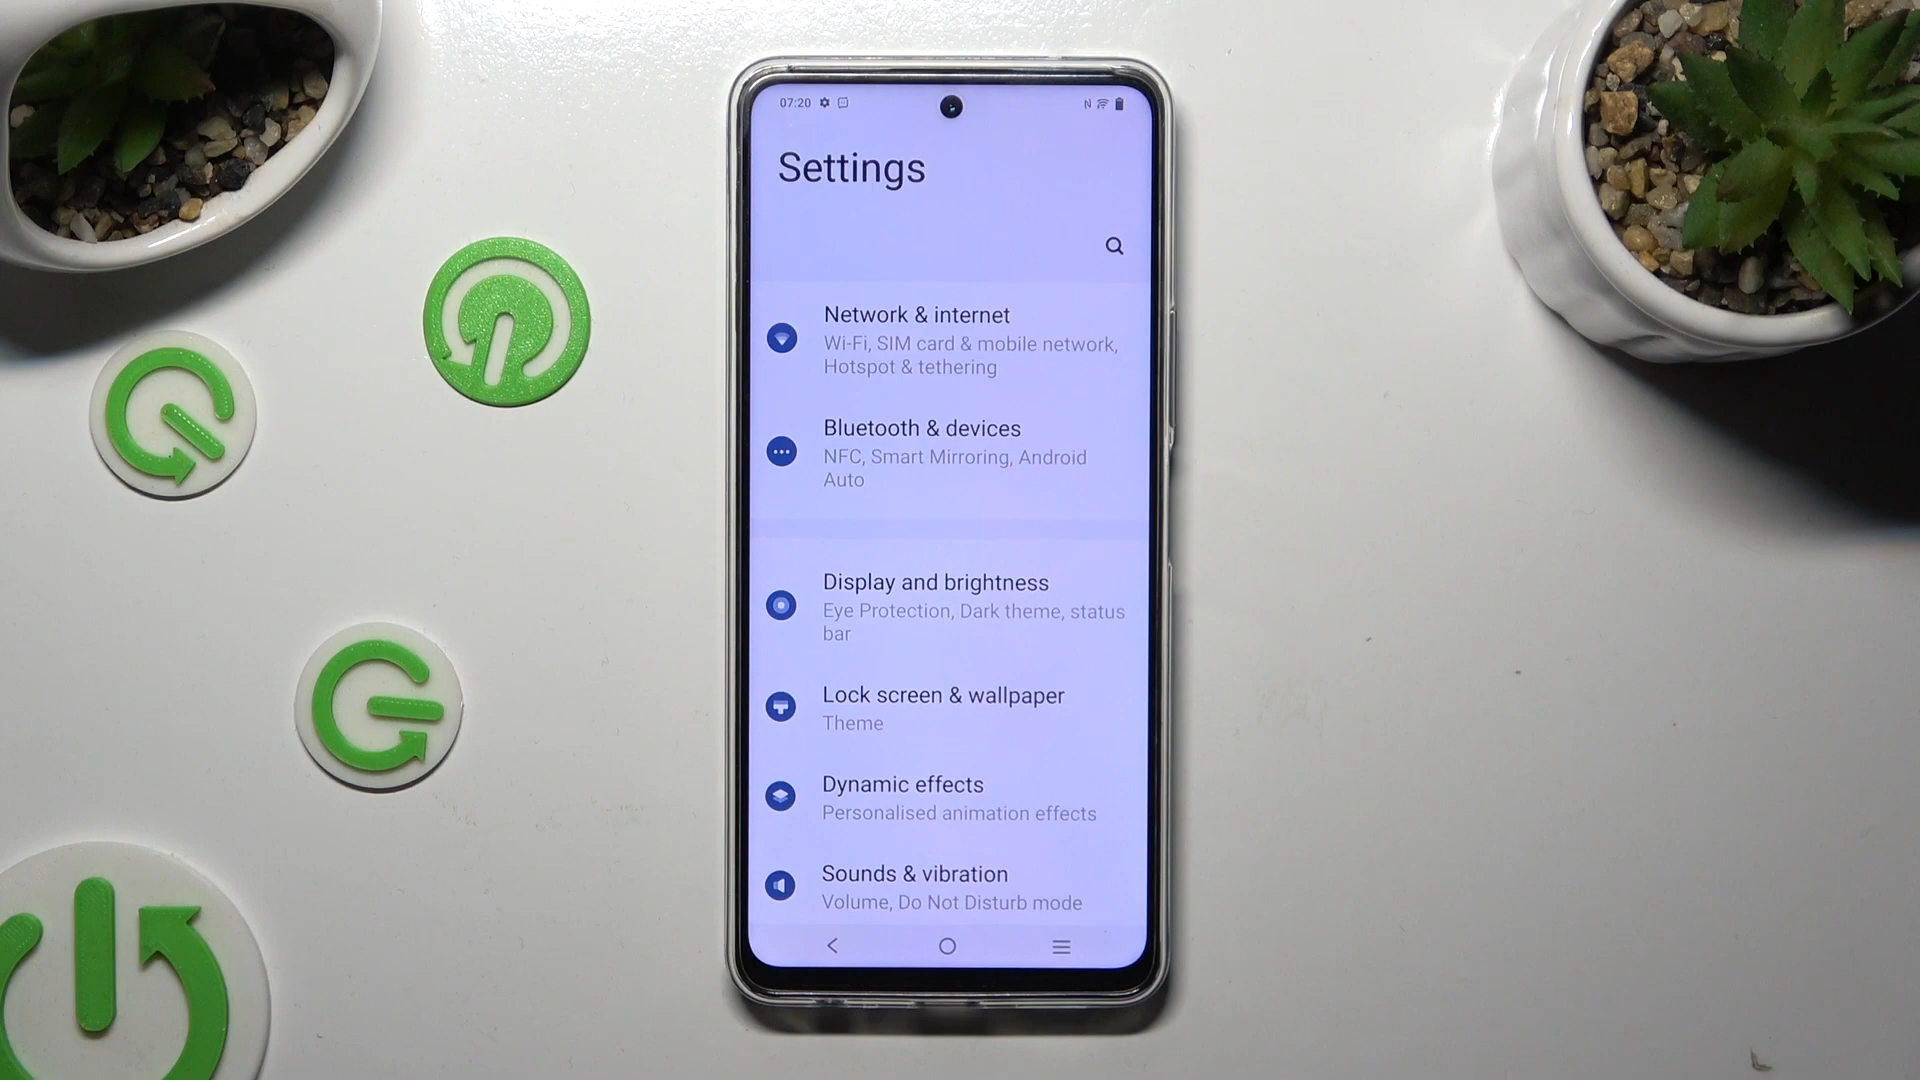 07:20
N
Settings
Network & internet
Wi-Fi, SIM card & mobile network,
Hotspot & tethering
Bluetooth & devices
NFC, Smart Mirroring, Android
Auto
Display and brightness
Eye Protection, Dark theme, status
bar
Lock screen & wallpaper
Theme
Dynamic effects
Personalised animation effects
Sounds & vibration
Volume, Do Not Disturb mode